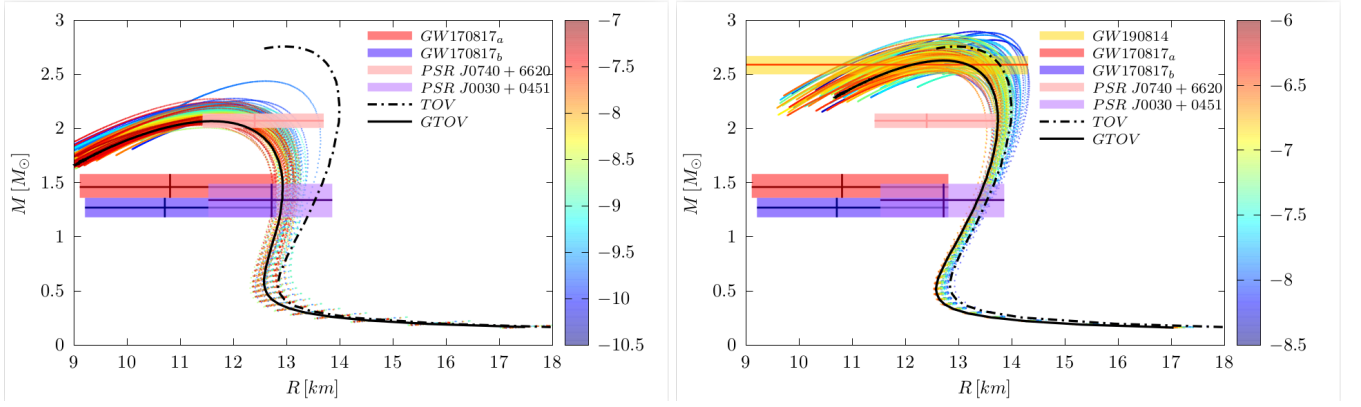 3
2.5
2
1.5
1
0.5
0
M [M⊙]
9 10 11 12 13 14 15 16 17 18
R [km]
GW170817a
GW170817b
PSR J0740 + 6620
PSR J0030 + 0451
TOV
GTOV
−7
−7.5
−8
−8.5
−9
−9.5
−10
−10.5
3
2.5
2
1.5
1
0.5
0
M [M⊙]
9 10 11 12 13 14 15 16 17 18
R [km]
GW190814
GW170817a
GW170817b
PSR J0740 + 6620
PSR J0030 + 0451
TOV
GTOV
−6
−6.5
−7
−7.5
−8
−8.5